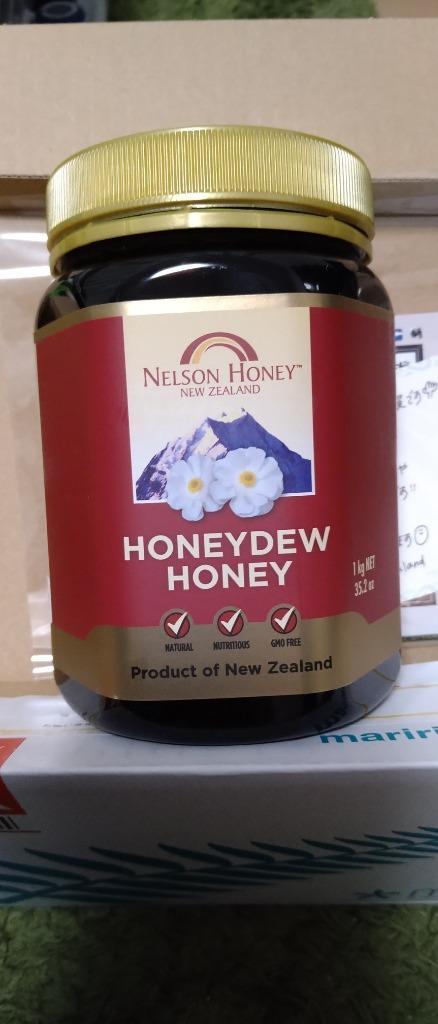 NELSON HONEY™
NEW ZEALAND
HONEYDEW
HONEY
1 kg NET
35.2 oz
NATURAL
NUTRITIOUS
GMO FREE
Product of New Zealand
mariri